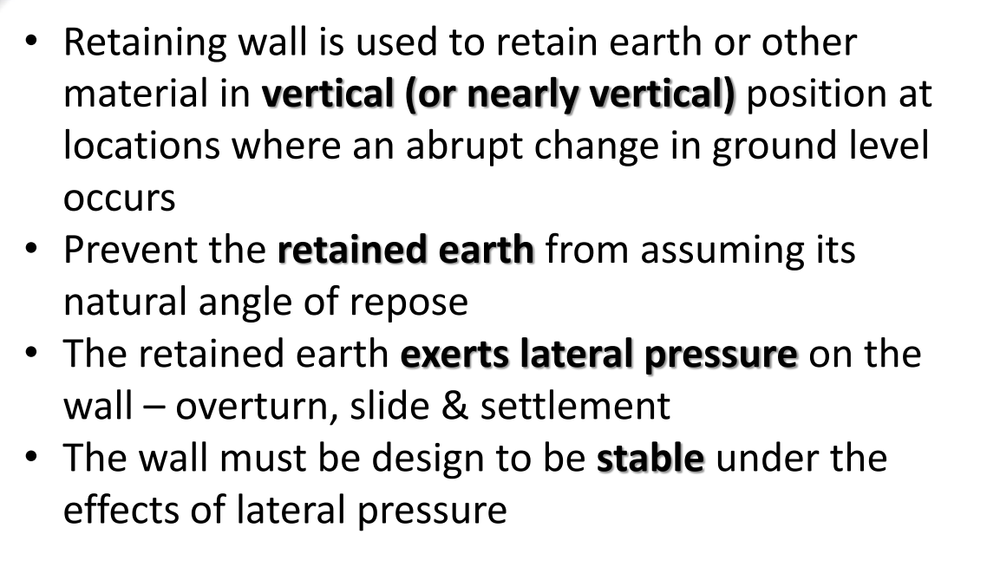 • Retaining wall is used to retain earth or other
material in vertical (or nearly vertical) position at
locations where an abrupt change in ground level
occurs
• Prevent the retained earth from assuming its
natural angle of repose
• The retained earth exerts lateral pressure on the
wall – overturn, slide & settlement
• The wall must be design to be stable under the
effects of lateral pressure